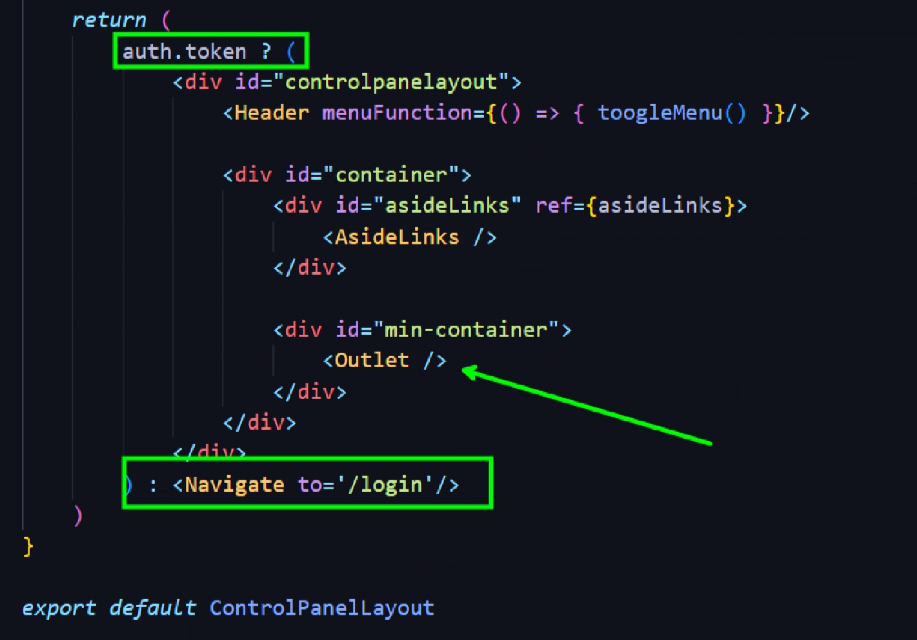 return (
auth.token ? (
<div id="controlpanelayout">
<Header menuFunction={() => { toogleMenu() }}/>
<div id="container">
<div id="asideLinks" ref={asideLinks}>
<AsideLinks />
</div>
<div id="min-container">
<Outlet />
</div>
</div>
</div>
) : <Navigate to='/login'/>
)
}
export default ControlPanelLayout